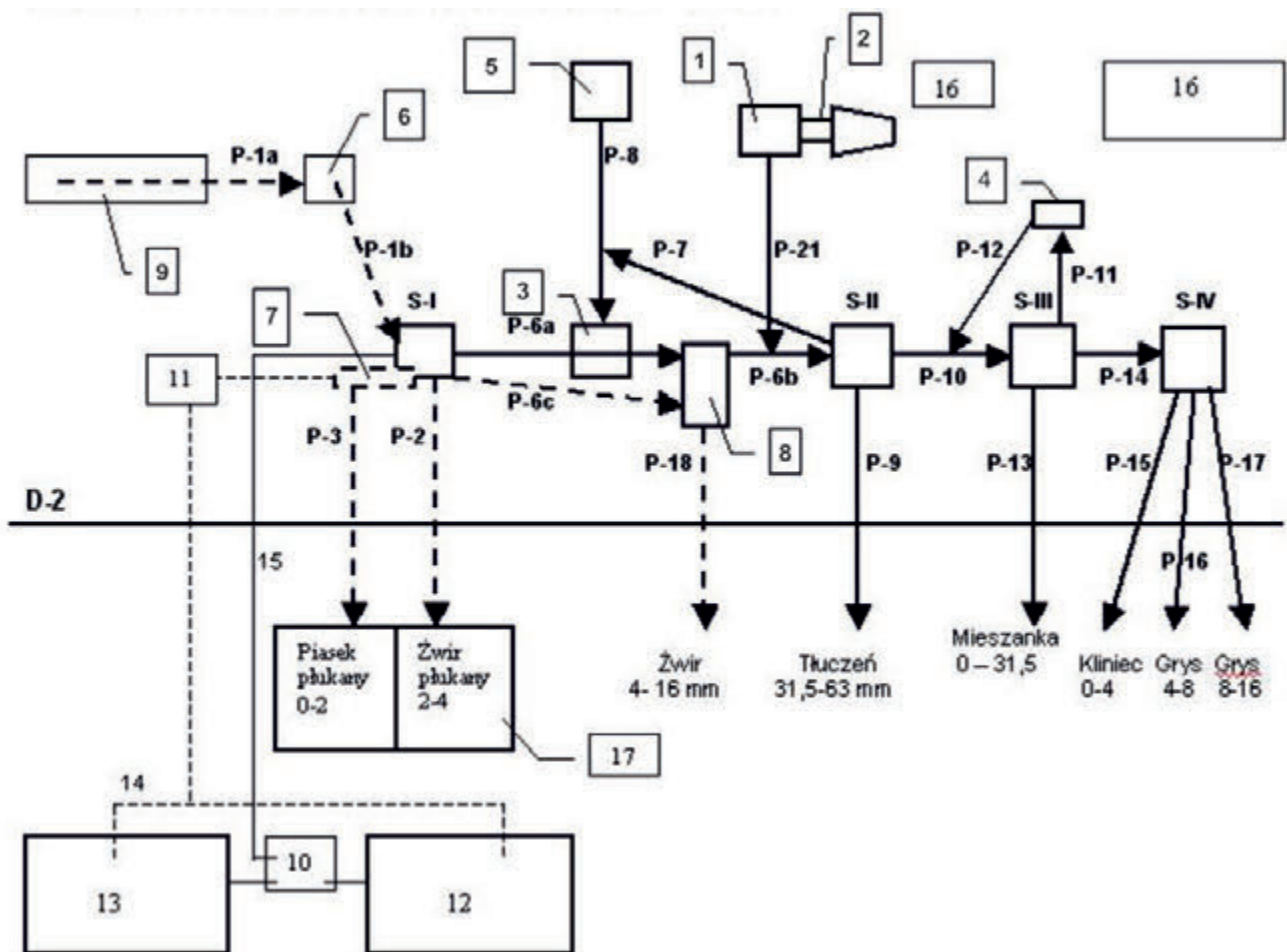 2
1
5
16
16
6
P-1a
P-8
4
9
P-1b
P-7
P-21
P-12
P-11
S-I
3
S-II
S-III
S-IV
7
P-6a
11
P-6b
P-10
P-14
P-6c
8
P-3
P-2
P-18
P-9
P-13
P-15
P-17
D-2
15
P-16
Piasek
płukany
0-2
Żwir
płukany
2-4
Żwir
4- 16 mm
Tłuczeń
31,5-63 mm
Mieszanka
0 – 31,5
Kliniec
0-4
Grys
4-8
Grys
8-16
17
14
10
13
12